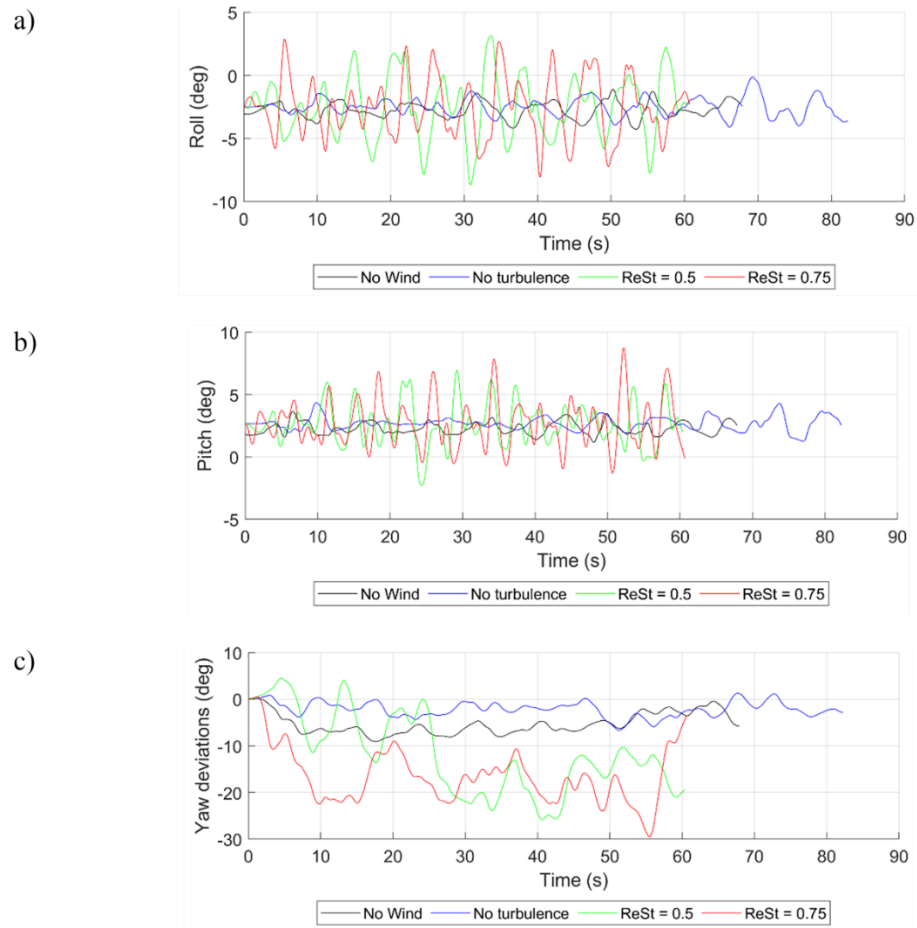 a)
5
0
-5
-10
Roll (deg)
0 10 20 30 40 50 60 70 80 90
Time (s)
No Wind No turbulence ReSt = 0.5 ReSt = 0.75
b)
10
5
0
-5
Pitch (deg)
0 10 20 30 40 50 60 70 80 90
Time (s)
No Wind No turbulence ReSt = 0.5 ReSt = 0.75
c)
10
0
-10
-20
-30
Yaw deviations (deg)
0 10 20 30 40 50 60 70 80 90
Time (s)
No Wind No turbulence ReSt = 0.5 ReSt = 0.75